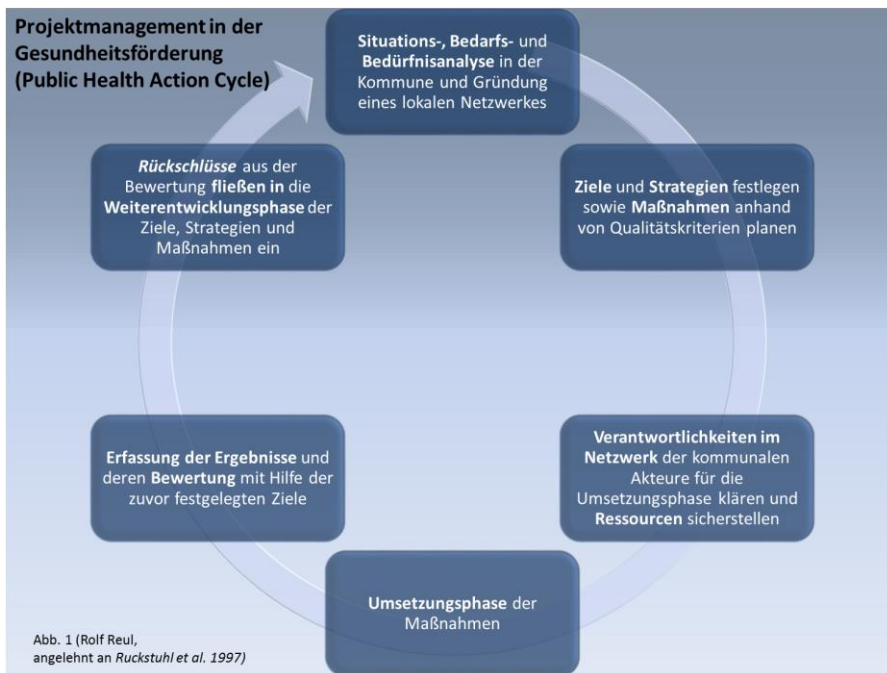 Projektmanagement in der
Gesundheitsförderung
(Public Health Action Cycle)
Situations-, Bedarfs- und
Bedürfnisanalyse in der
Kommune und Gründung
eines lokalen Netzwerkes
Ziele und Strategien festlegen
sowie Maßnahmen anhand
von Qualitätskriterien planen
Verantwortlichkeiten im
Netzwerk der kommunalen
Akteure für die
Umsetzungsphase klären und
Ressourcen sicherstellen
Umsetzungsphase der
Maßnahmen
Erfassung der Ergebnisse und
deren Bewertung mit Hilfe der
zuvor festgelegten Ziele
Rückschlüsse aus der
Bewertung fließen in die
Weiterentwicklungsphase der
Ziele, Strategien und
Maßnahmen ein
Abb. 1 (Rolf Reul,
angelehnt an Ruckstuhl et al. 1997)